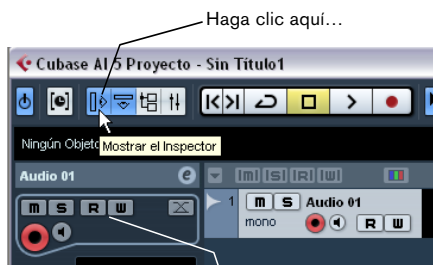 Haga clic aquí...
Cubase AI 5 Proyecto - Sin Título1
Ningún Objeto
Mostrar el Inspector
Audio 01 e m S R W
m S R W
1 m S Audio 01
mono R W